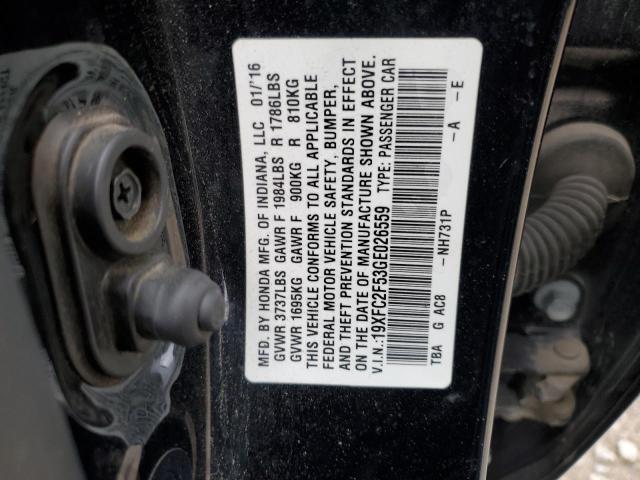 MFD. BY HONDA MFG. OF INDIANA, LLC 01/'16
GVWR 3737LBS GAWR F 1984LBS R 1786LBS
GVWR 1695KG GAWR F 900KG R 810KG
THIS VEHICLE CONFORMS TO ALL APPLICABLE
FEDERAL MOTOR VEHICLE SAFETY, BUMPER,
AND THEFT PREVENTION STANDARDS IN EFFECT
ON THE DATE OF MANUFACTURE SHOWN ABOVE.
V.I.N.:19XFC2F53GE026559 TYPE: PASSENGER CAR
NH731P A E
TBA G AC8